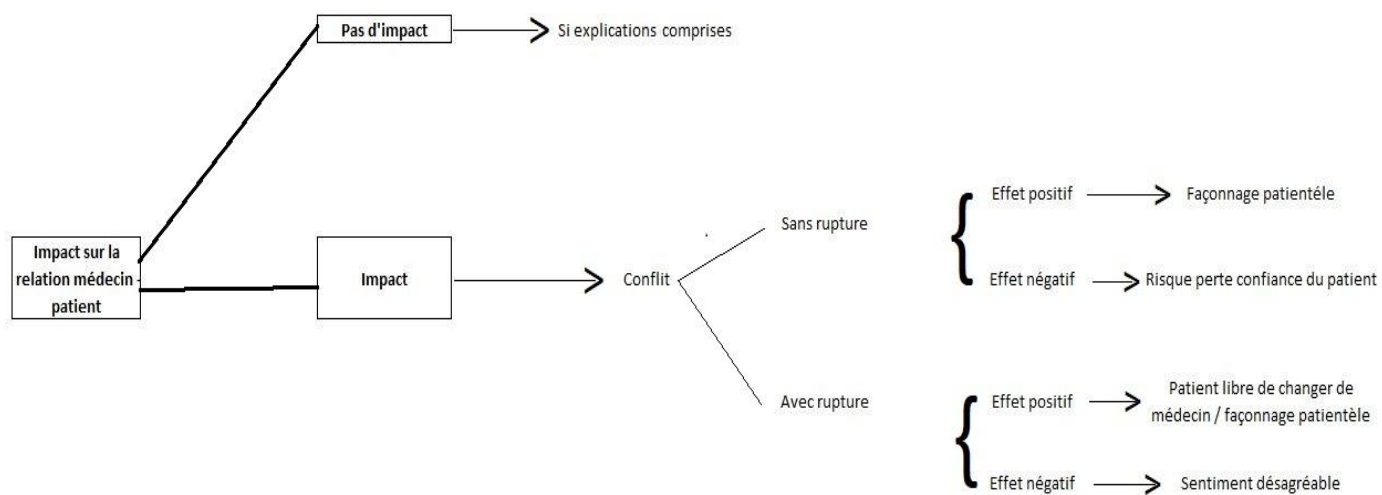 Pas d'impact
Si explications comprises
Impact sur la
relation médecin
patient
Impact
Conflit
Sans rupture
Effet positif
Façonnage patientéle
Effet négatif
Risque perte confiance du patient
Avec rupture
Effet positif
Patient libre de changer de
médecin / façonnage patientèle
Effet négatif
Sentiment désagréable